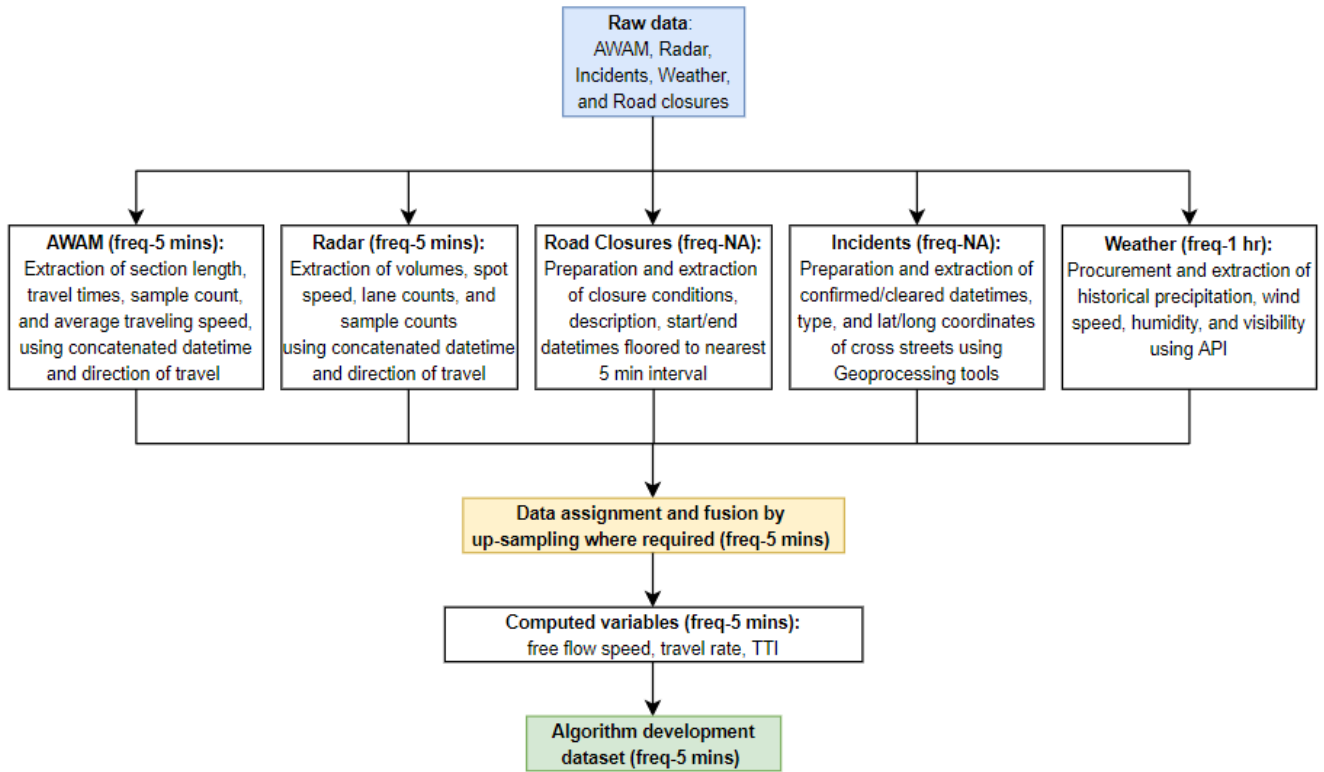 Raw data:
AWAM, Radar,
Incidents, Weather,
and Road closures
AWAM (freq-5 mins):
Extraction of section length,
travel times, sample count,
and average traveling speed,
using concatenated datetime
and direction of travel
Radar (freq-5 mins):
Extraction of volumes, spot
speed, lane counts, and
sample counts
using concatenated datetime
and direction of travel
Road Closures (freq-NA):
Preparation and extraction
of closure conditions,
description, start/end
datetimes floored to nearest
5 min interval
Incidents (freq-NA):
Preparation and extraction of
confirmed/cleared datetimes,
type, and lat/long coordinates
of cross streets using
Geoprocessing tools
Weather (freq-1 hr):
Procurement and extraction of
historical precipitation, wind
speed, humidity, and visibility
using API
Data assignment and fusion by
up-sampling where required (freq-5 mins)
Computed variables (freq-5 mins):
free flow speed, travel rate, TTI
Algorithm development
dataset (freq-5 mins)